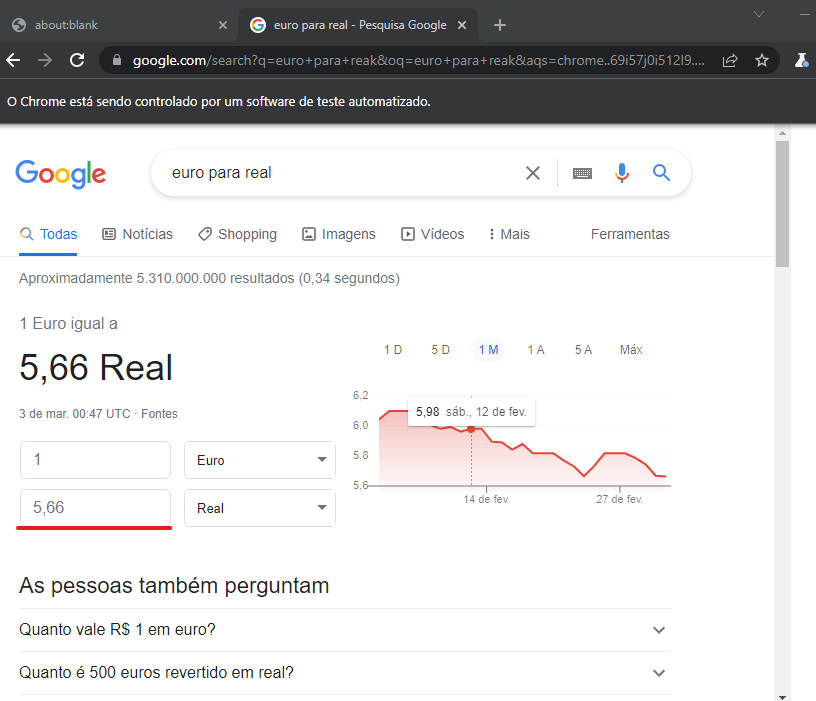 about:blank
euro para real - Pesquisa Google
google.com/search?q=euro+para+reak&oq=euro+para+reak&aqs=chrome..69i57j0i512l9....
O Chrome está sendo controlado por um software de teste automatizado.
Google
euro para real
Todas Notícias Shopping Imagens Vídeos Mais Ferramentas
Aproximadamente 5.310.000.000 resultados (0,34 segundos)
1 Euro igual a
5,66 Real
3 de mar. 00:47 UTC · Fontes
1 Euro
5,66 Real
1 D 5 D 1 M 1 A 5 A Máx
6,2
6,0
5,8
5,6
5,98 sáb., 12 de fev.
14 de fev. 27 de fev.
As pessoas também perguntam
Quanto vale R$ 1 em euro?
Quanto é 500 euros revertido em real?